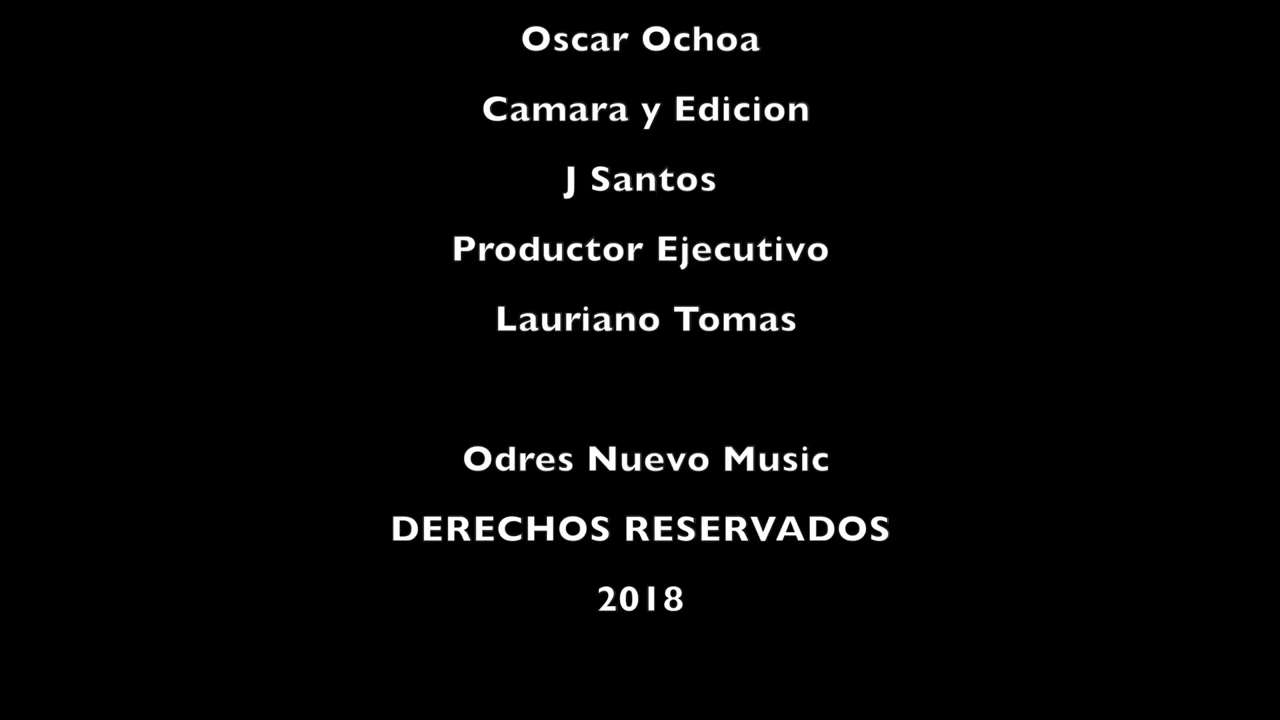 Oscar Ochoa
Camara y Edicion
J Santos
Productor Ejecutivo
Lauriano Tomas
Odres Nuevo Music
DERECHOS RESERVADOS
2018